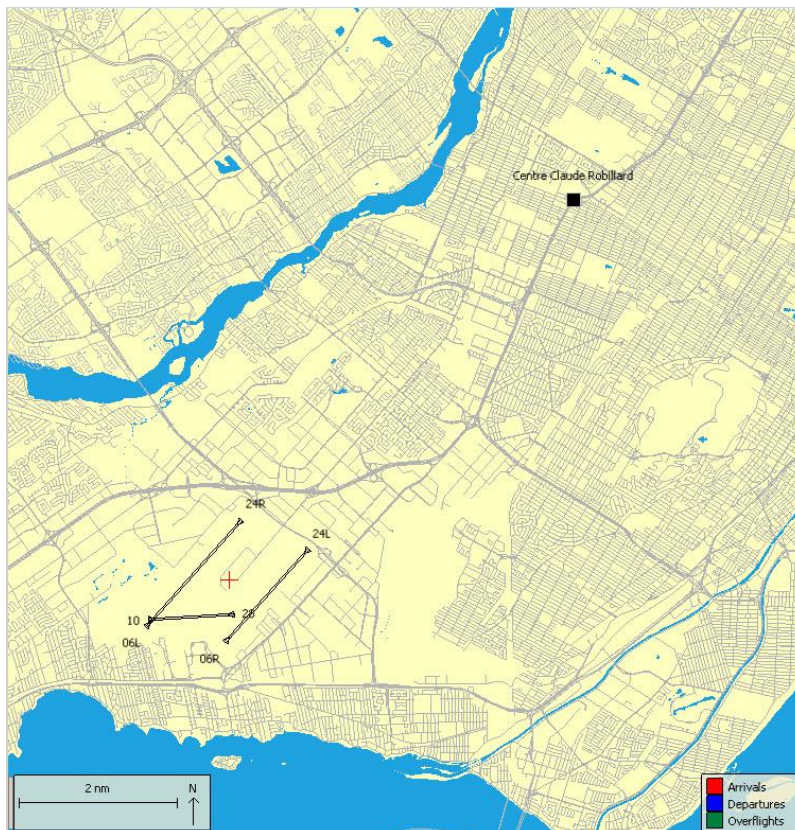 Centre Claude Robillard
24R
24L
10
28
06L
06R
2 nm
N
Arrivals
Departures
Overflights